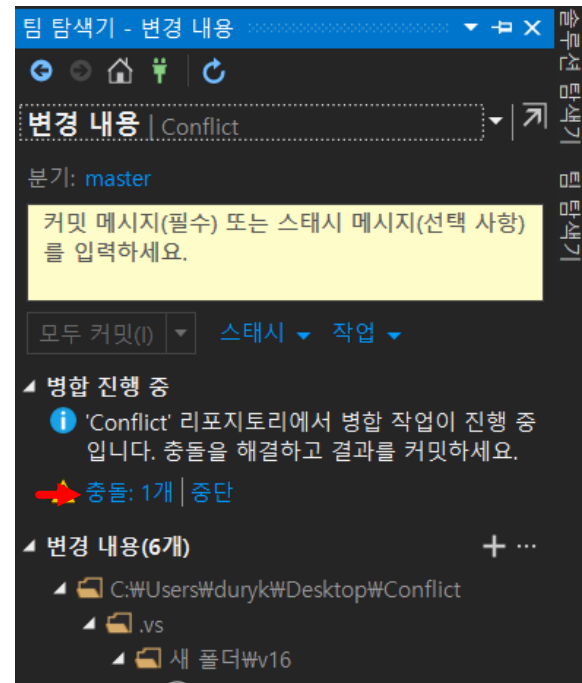 팀 탐색기 - 변경 내용
변경 내용 | Conflict
분기: master
커밋 메시지(필수) 또는 스태시 메시지(선택 사항)
를 입력하세요.
모두 커밋(I)
스태시
작업
병합 진행 중
'Conflict' 리포지토리에서 병합 작업이 진행 중
입니다. 충돌을 해결하고 결과를 커밋하세요.
충돌: 1개 | 중단
변경 내용(6개)
C:₩Users₩duryk₩Desktop₩Conflict
.vs
새 폴더₩v16
솔루션 탐색기
팀 탐색기